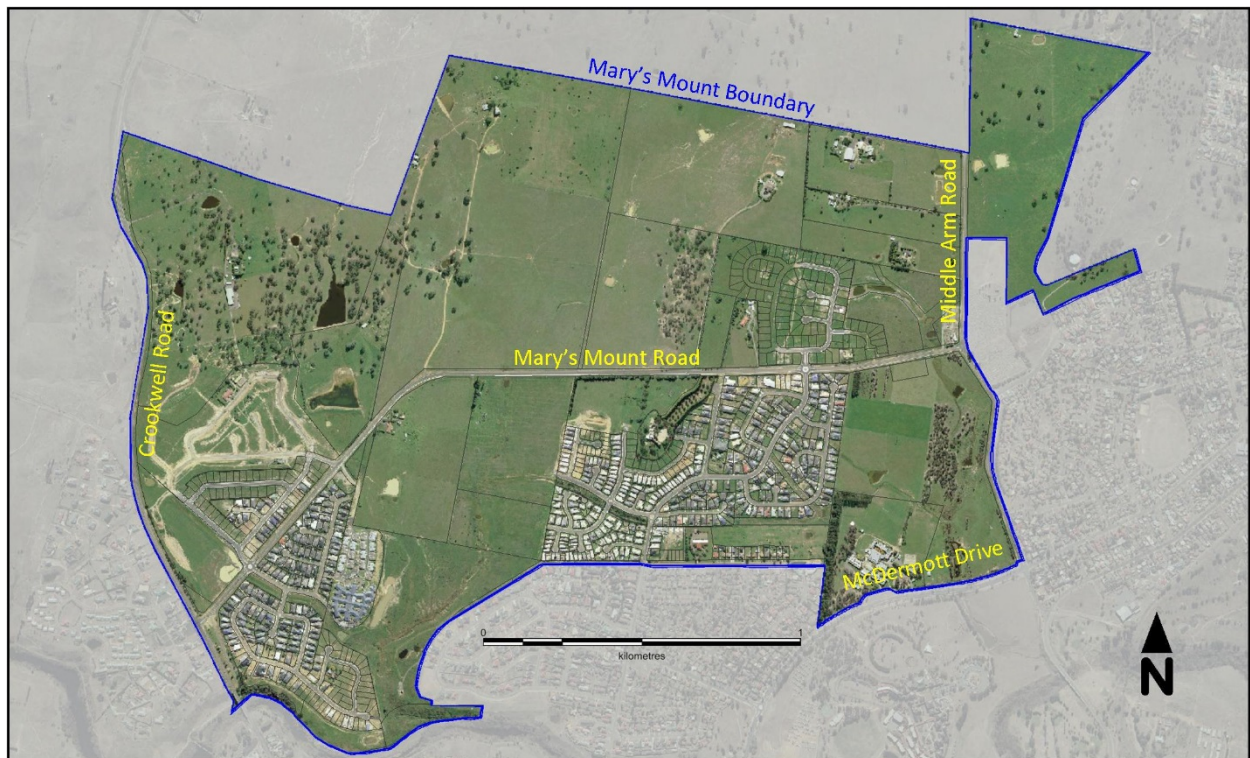 Mary's Mount Boundary
Middle Arm Road
Mary's Mount Road
Crookwell Road
McDermott Drive
0
1
kilometres
N